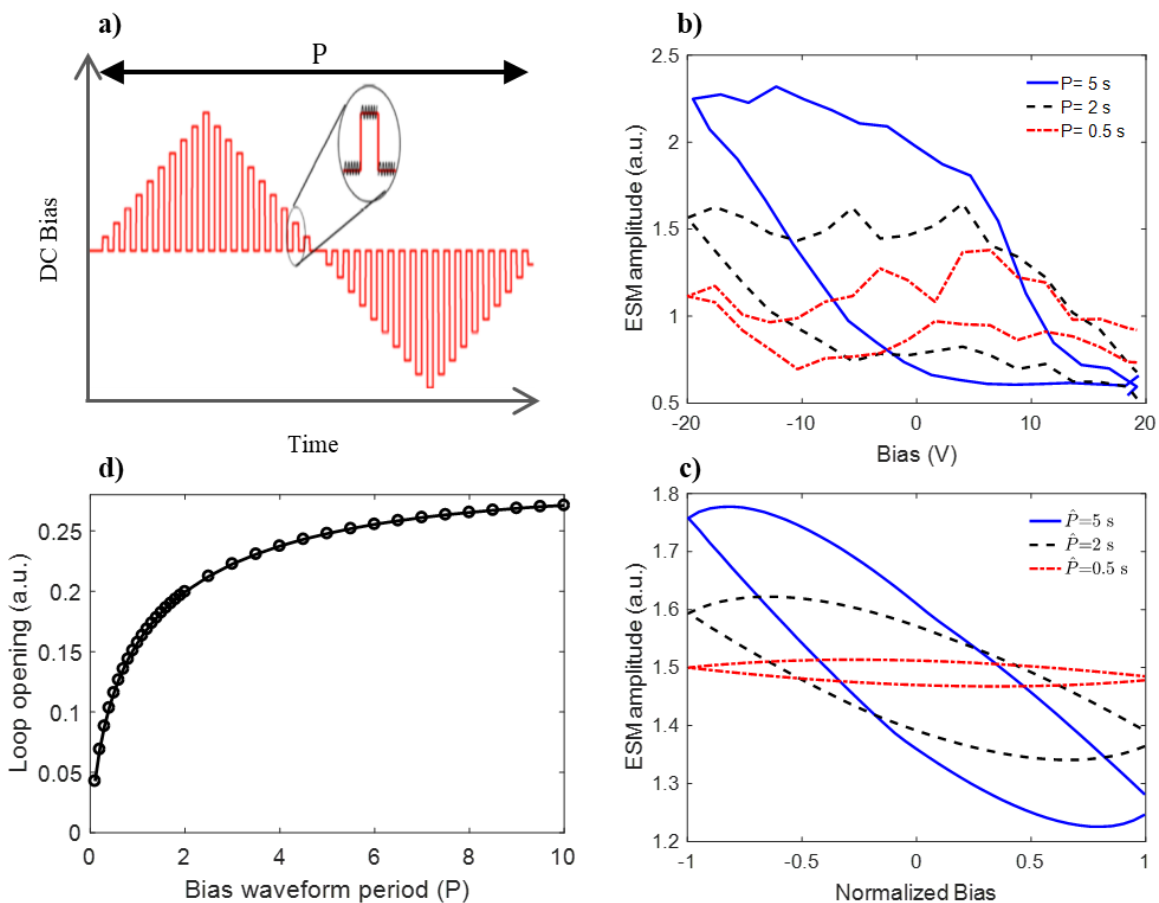 a)
P
DC Bias
Time
b)
2.5
2
1.5
1
0.5
ESM amplitude (a.u.)
P= 5 s
P= 2 s
P= 0.5 s
-20
-10
0
10
20
Bias (V)
d)
0.25
0.2
0.15
0.1
0.05
0
Loop opening (a.u.)
0
2
4
6
8
10
Bias waveform period (P)
c)
1.8
1.7
1.6
1.5
1.4
1.3
1.2
ESM amplitude (a.u.)
P̂=5 s
P̂=2 s
P̂=0.5 s
-1
-0.5
0
0.5
1
Normalized Bias